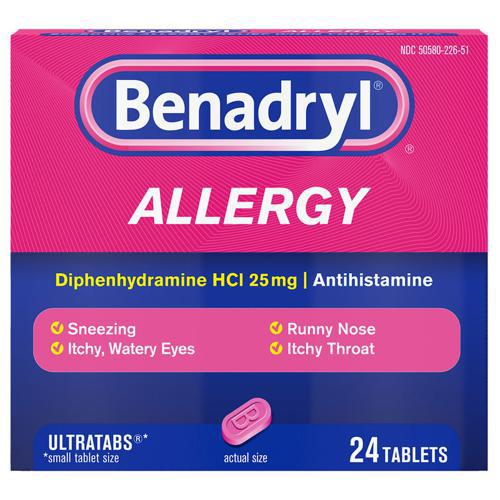 NDC 50580-226-51
Benadryl®
®
ALLERGY
Diphenhydramine HCl 25mg | Antihistamine
Sneezing
Itchy, Watery Eyes
Runny Nose
Itchy Throat
B
ULTRATABS®*
*small tablet size
actual size
24 TABLETS